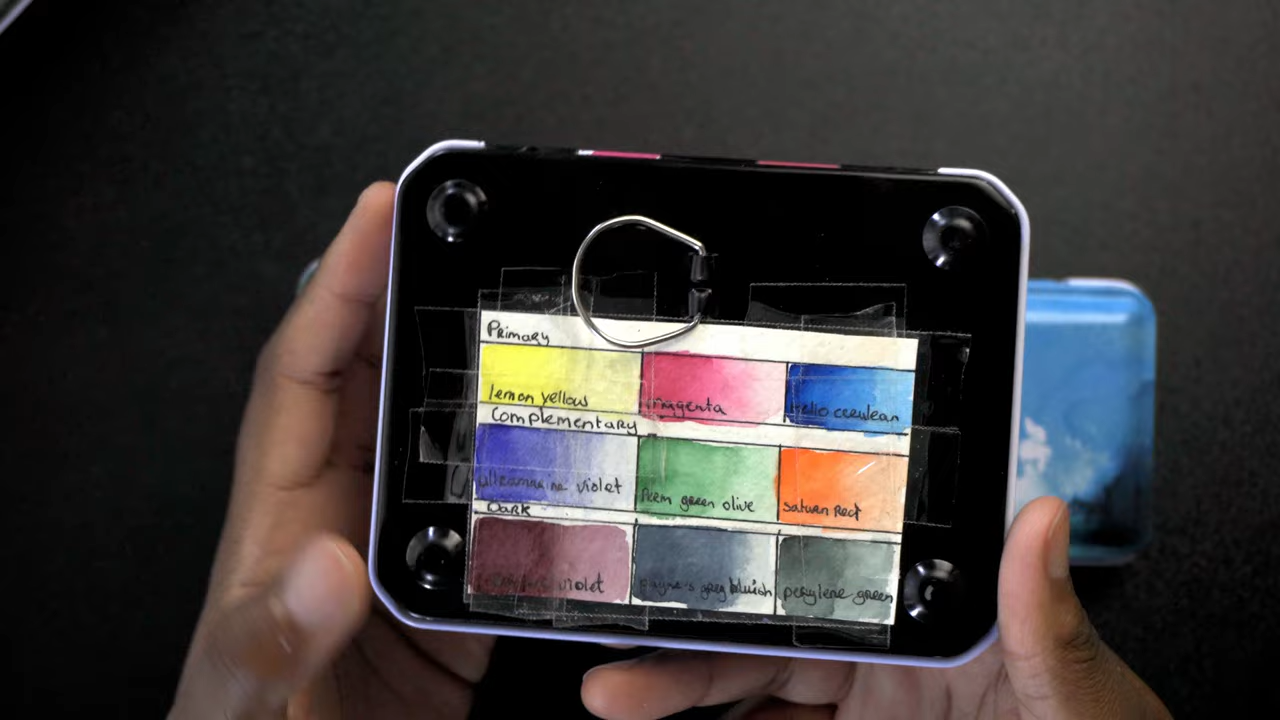 Primary
lemon yellow magenta Hello cerulean
Complementary
ultramarine violet Perm green olive Saturn Red
Dark
violet payne's grey bluish perylene green